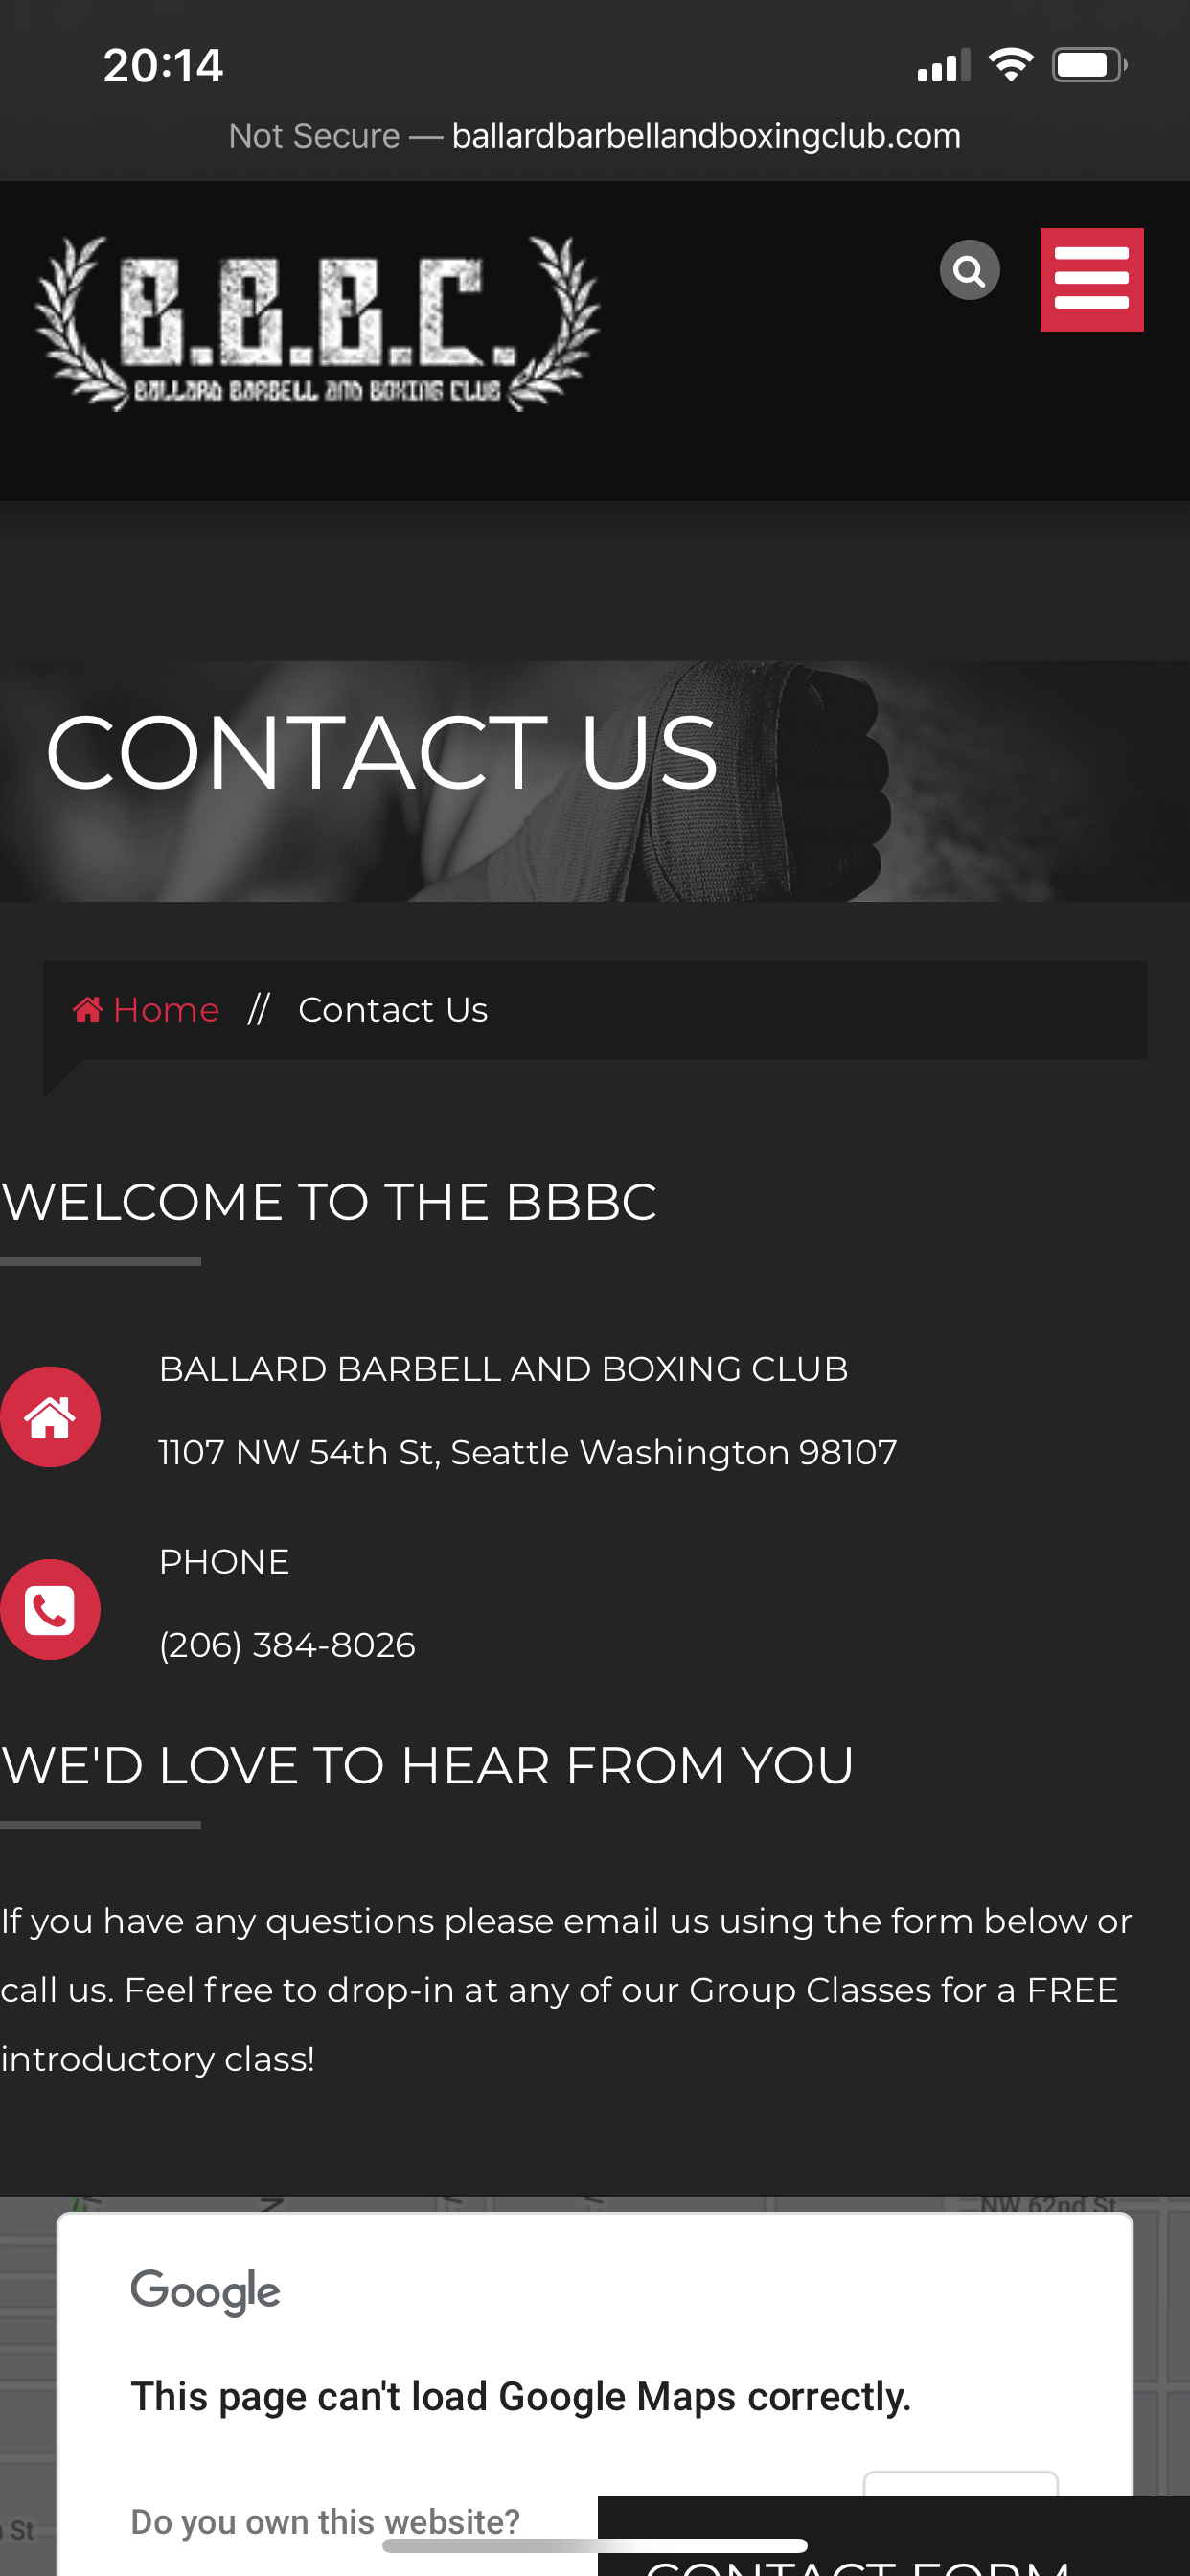 20:14
Not Secure — ballardbarbellandboxingclub.com
B.B.B.C.
BALLARD BARBELL AND BOXING CLUB
CONTACT US
Home // Contact Us
WELCOME TO THE BBBC
BALLARD BARBELL AND BOXING CLUB
1107 NW 54th St, Seattle Washington 98107
PHONE
(206) 384-8026
WE'D LOVE TO HEAR FROM YOU
If you have any questions please email us using the form below or
call us. Feel free to drop-in at any of our Group Classes for a FREE
introductory class!
NW 62nd St
Google
This page can't load Google Maps correctly.
Do you own this website?
St
CONTACT FORM